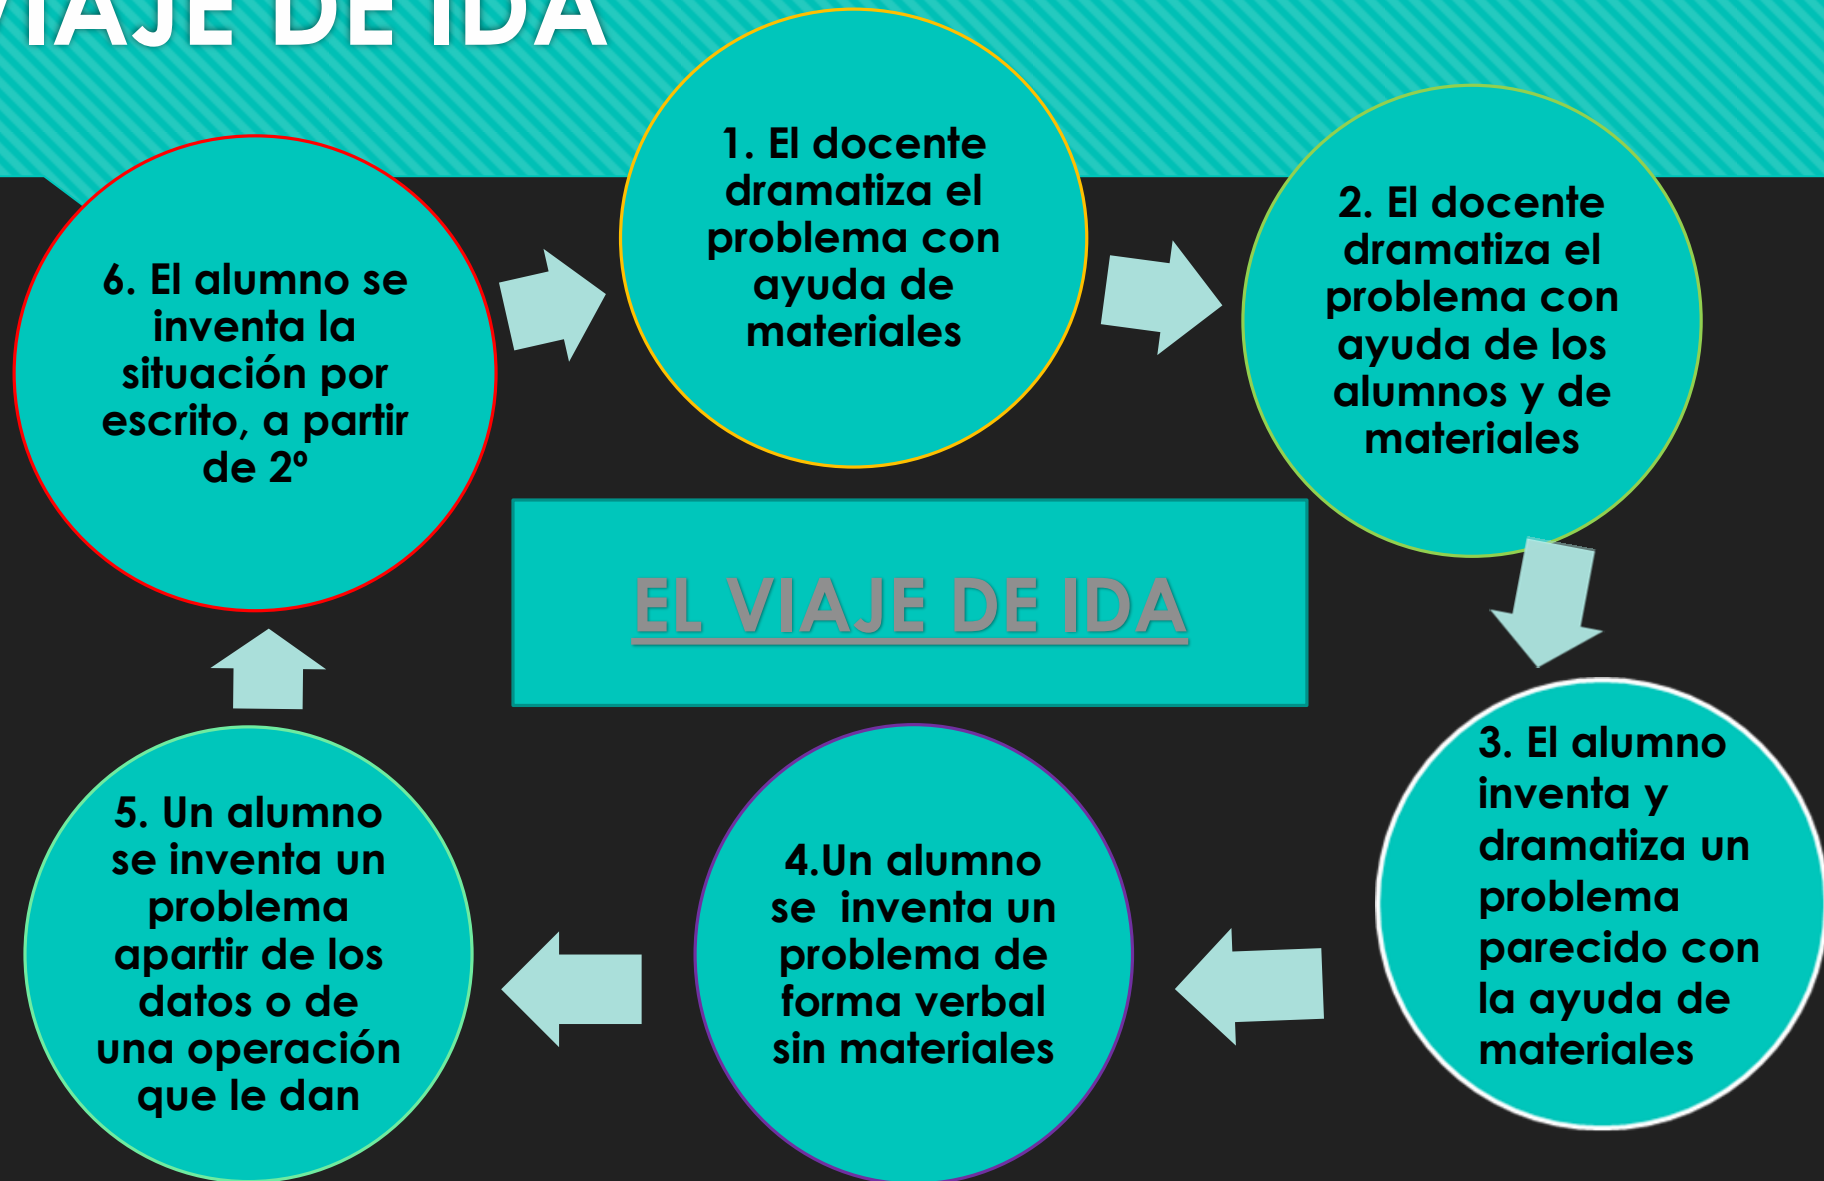 VIAJE DE IDA
1. El docente
dramatiza el
problema con
ayuda de
materiales
2. El docente
dramatiza el
problema con
ayuda de los
alumnos y de
materiales
3. El alumno
inventa y
dramatiza un
problema
parecido con
la ayuda de
materiales
4.Un alumno
se inventa un
problema de
forma verbal
sin materiales
5. Un alumno
se inventa un
problema
apartir de los
datos o de
una operación
que le dan
6. El alumno se
inventa la
situación por
escrito, a partir
de 2º
EL VIAJE DE IDA